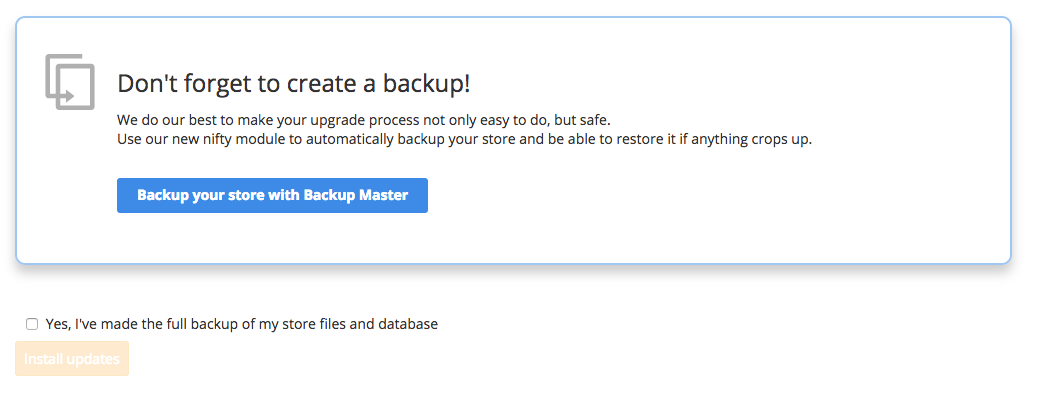 Don't forget to create a backup!
We do our best to make your upgrade process not only easy to do, but safe.
Use our new nifty module to automatically backup your store and be able to restore it if anything crops up.
Backup your store with Backup Master
Yes, I've made the full backup of my store files and database
Install updates